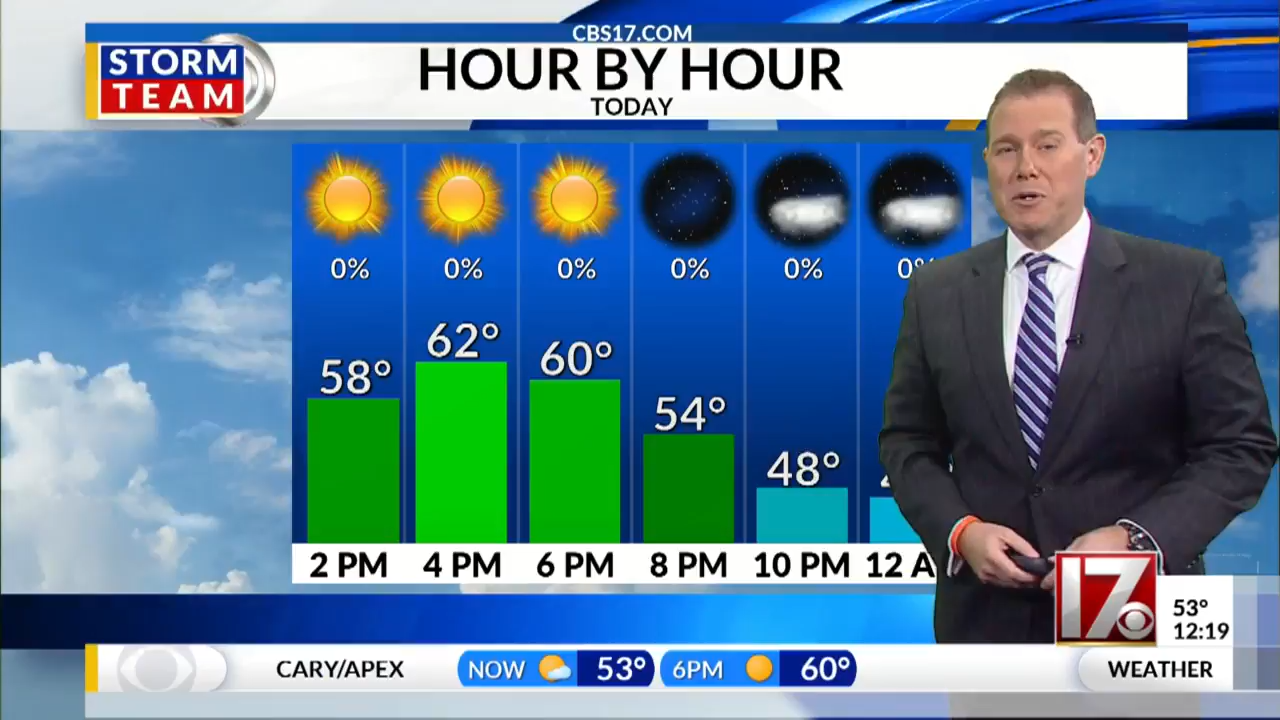 CBS17.COM
STORM
TEAM
HOUR BY HOUR
TODAY
0% 0% 0% 0% 0%
58° 62° 60° 54° 48°
2 PM 4 PM 6 PM 8 PM 10 PM 12
17
53°
12:19
CARY/APEX NOW 53° 6PM 60° WEATHER